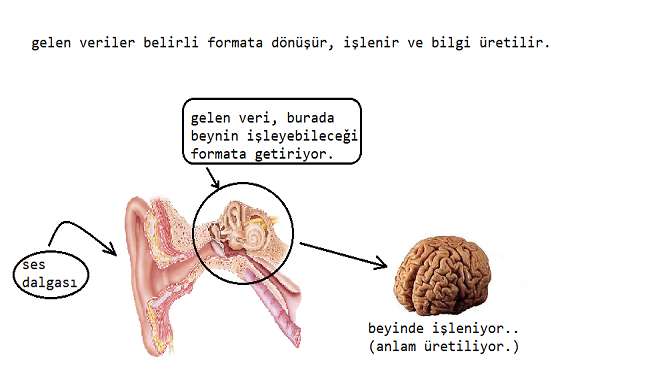 gelen veriler belirli formata dönüşür, işlenir ve bilgi üretilir.
gelen veri, burada
beynin işleyebileceği
formata getiriyor.
ses
dalgası
beyinde işleniyor..
(anlam üretiliyor.)